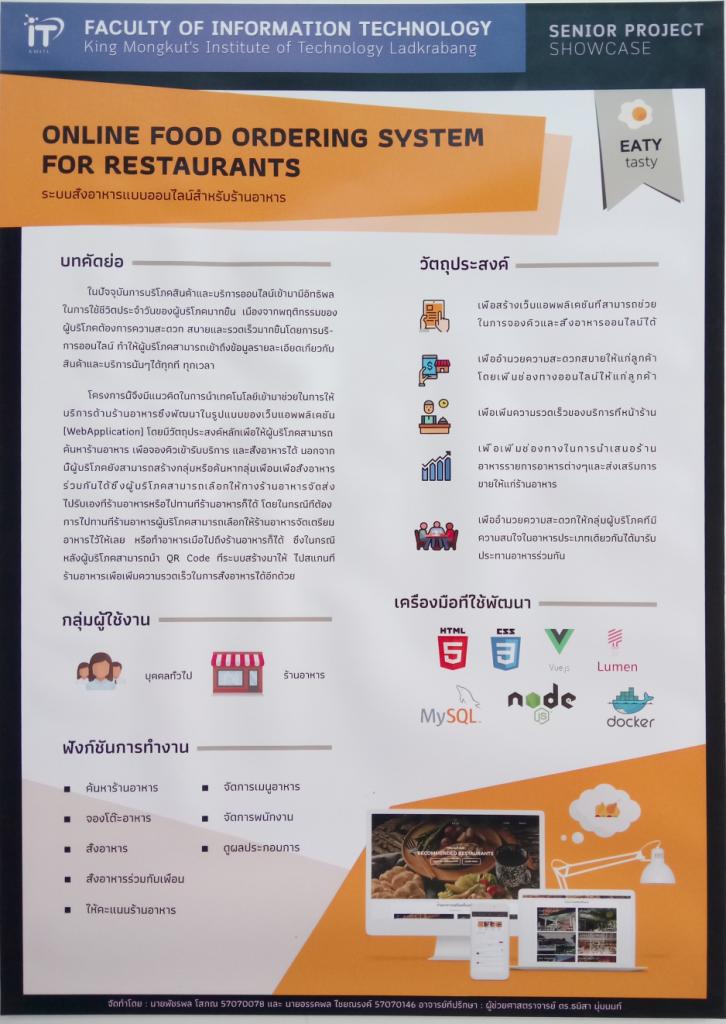 iT
KMITL
FACULTY OF INFORMATION TECHNOLOGY
King Mongkut's Institute of Technology Ladkrabang
SENIOR PROJECT
SHOWCASE
ONLINE FOOD ORDERING SYSTEM
FOR RESTAURANTS
ระบบสั่งอาหารแบบออนไลน์สำหรับร้านอาหาร
EATY
tasty
บทคัดย่อ
ในปัจจุบันการบริโภคสินค้าและบริการออนไลน์เข้ามามีอิทธิพล
ในการใช้ชีวิตประจำวันของผู้บริโภคมากขึ้น เนื่องจากพฤติกรรมของ
ผู้บริโภคต้องการความสะดวก สบายและรวดเร็วมากขึ้นโดยการบริ-
การออนไลน์ ทำให้ผู้บริโภคสามารถเข้าถึงข้อมูลรายละเอียดเกี่ยวกับ
สินค้าและบริการนั้นๆได้ทุกที่ ทุกเวลา
โครงการนี้จึงมีแนวคิดในการนำเทคโนโลยีเข้ามาช่วยในการให้
บริการด้านร้านอาหารซึ่งพัฒนาในรูปแบบของเว็บแอพพลิเคชัน
(WebApplication) โดยมีวัตถุประสงค์หลักเพื่อให้ผู้บริโภคสามารถ
ค้นหาร้านอาหาร เพื่อจองคิวเข้ารับบริการ และสั่งอาหารได้ นอกจาก
นี้ผู้บริโภคยังสามารถสร้างกลุ่มหรือค้นหากลุ่มเพื่อนเพื่อสั่งอาหาร
ร่วมกันได้ซึ่งผู้บริโภคสามารถเลือกให้ทางร้านอาหารจัดส่ง
ไปรับเองที่ร้านอาหารหรือไปทานที่ร้านอาหารก็ได้ โดยในกรณีที่ต้อง
การไปทานที่ร้านอาหารผู้บริโภคสามารถเลือกให้ร้านอาหารจัดเตรียม
อาหารไว้ให้เลย หรือทำอาหารเมื่อไปถึงร้านอาหารก็ได้ ซึ่งในกรณี
หลังผู้บริโภคสามารถนำ QR Code ที่ระบบสร้างมาให้ ไปสแกนที่
ร้านอาหารเพื่อเพิ่มความรวดเร็วในการสั่งอาหารได้อีกด้วย
กลุ่มผู้ใช้งาน
บุคคลทั่วไป
ร้านอาหาร
ฟังก์ชันการทำงาน
ค้นหาร้านอาหาร
จองโต๊ะอาหาร
สั่งอาหาร
สั่งอาหารร่วมกับเพื่อน
ให้คะแนนร้านอาหาร
จัดการเมนูอาหาร
จัดการพนักงาน
ดูผลประกอบการ
วัตถุประสงค์
เพื่อสร้างเว็บแอพพลิเคชันที่สามารถช่วย
ในการจองคิวและสั่งอาหารออนไลน์ได้
เพื่ออำนวยความสะดวกสบายให้แก่ลูกค้า
โดยเพิ่มช่องทางออนไลน์ให้แก่ลูกค้า
เพื่อเพิ่มความรวดเร็วของบริการที่หน้าร้าน
เพื่อเพิ่มช่องทางในการนำเสนอร้าน
อาหารรายการอาหารต่างๆและส่งเสริมการ
ขายให้แก่ร้านอาหาร
เพื่ออำนวยความสะดวกให้กลุ่มผู้บริโภคที่มี
ความสนใจในอาหารประเภทเดียวกันได้มารับ
ประทานอาหารร่วมกัน
เครื่องมือที่ใช้พัฒนา
HTML
5
CSS
3
Vue.js
Lumen
MySQL
node
JS
docker
RECOMMENDED RESTAURANTS
จัดทำโดย : นายพัชรพล โสภณ 57070078 และ นายอรรคพล ไชยณรงค์ 57070146 อาจารย์ที่ปรึกษา : ผู้ช่วยศาสตราจารย์ ดร.ธนิสา นุ่มนนท์